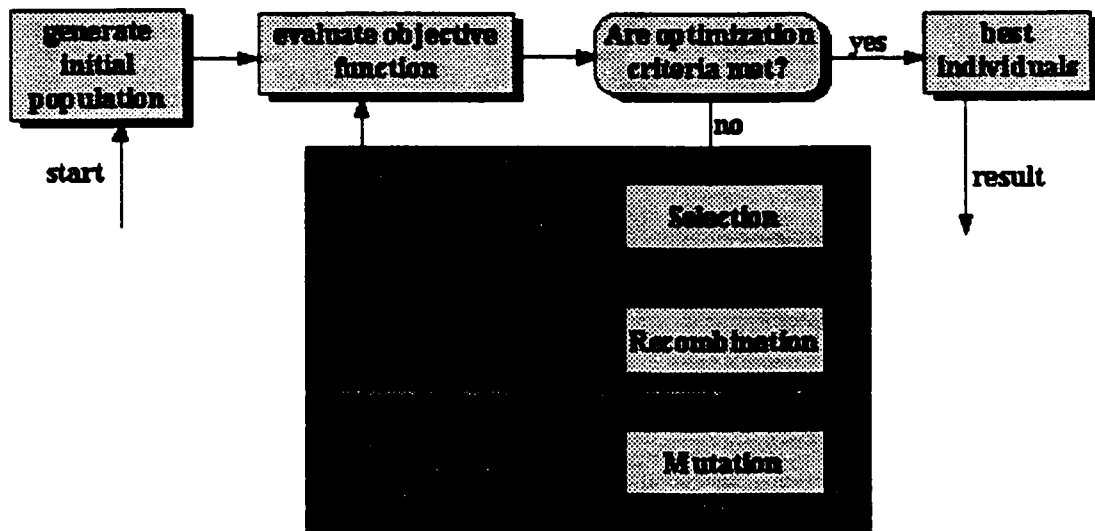 generate
initial
population
evaluate objective
function
Are optimization
criteria met?
yes
best
individuals
no
start
result
Selection
Recombination
Mutation